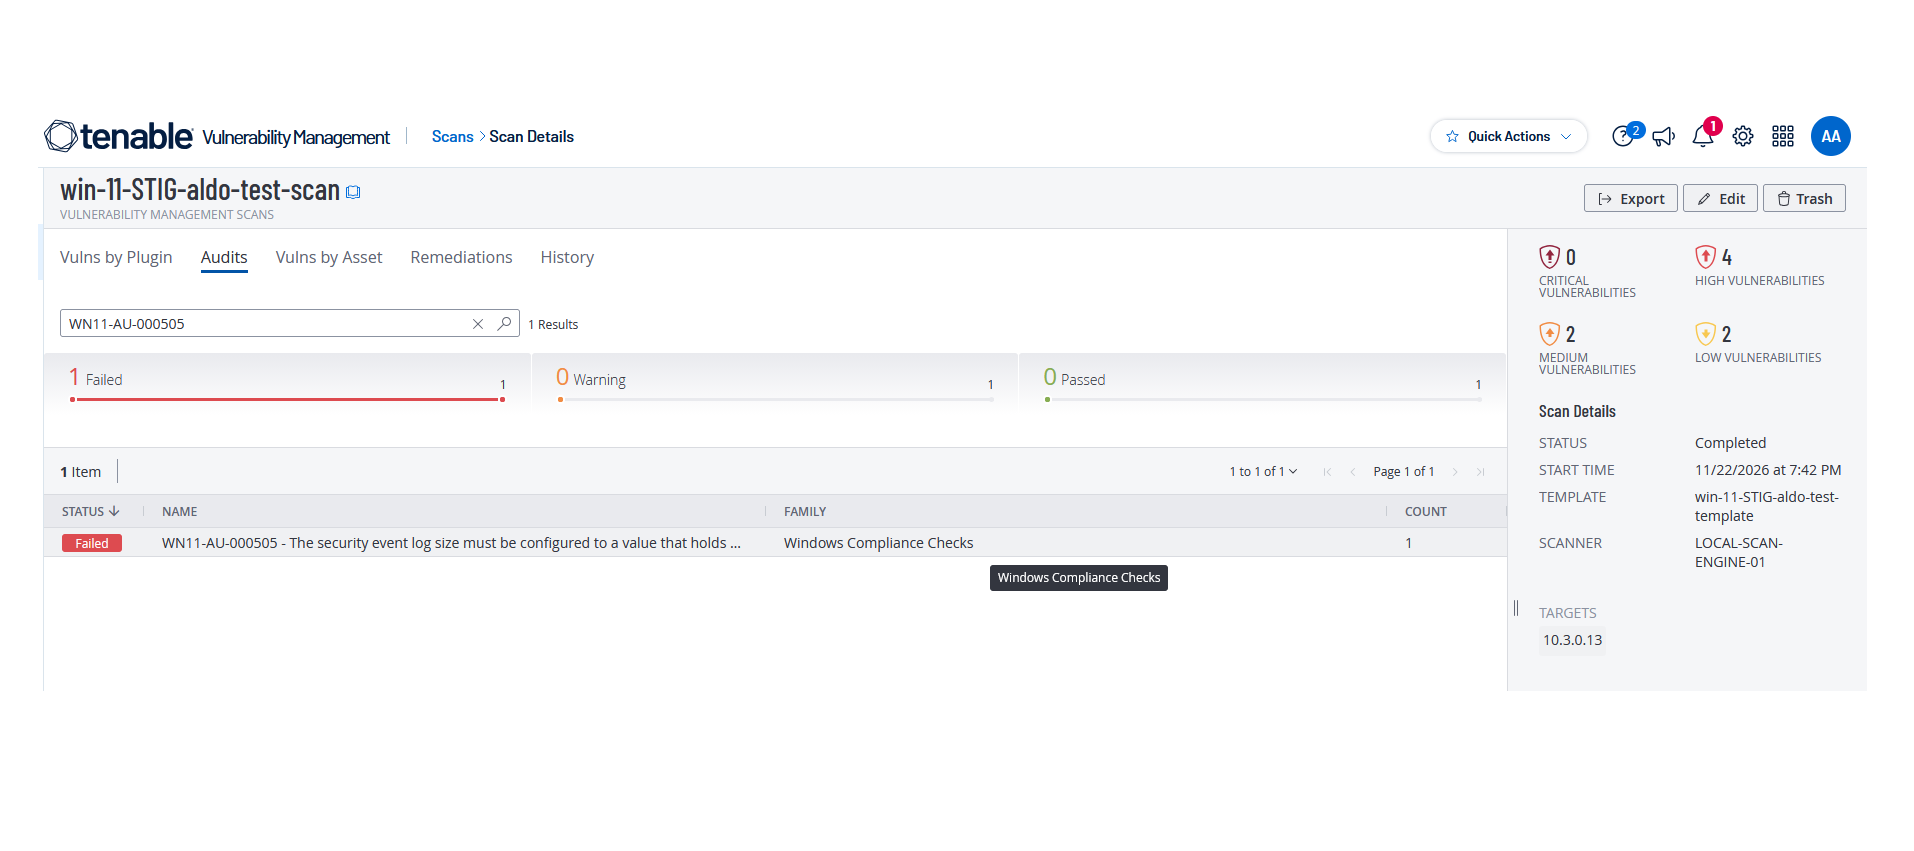 tenable Vulnerability Management
Scans > Scan Details
Quick Actions
2
1
AA
win-11-STIG-aldo-test-scan
VULNERABILITY MANAGEMENT SCANS
Export
Edit
Trash
Vulns by Plugin
Audits
Vulns by Asset
Remediations
History
WN11-AU-000505
1 Results
1 Failed
1
0 Warning
1
0 Passed
1
1 Item
1 to 1 of 1
Page 1 of 1
STATUS
NAME
FAMILY
COUNT
Failed
WN11-AU-000505 - The security event log size must be configured to a value that holds ...
Windows Compliance Checks
1
Windows Compliance Checks
0
CRITICAL
VULNERABILITIES
4
HIGH VULNERABILITIES
2
MEDIUM
VULNERABILITIES
2
LOW VULNERABILITIES
Scan Details
STATUS
Completed
START TIME
11/22/2026 at 7:42 PM
TEMPLATE
win-11-STIG-aldo-test-
template
SCANNER
LOCAL-SCAN-
ENGINE-01
TARGETS
10.3.0.13